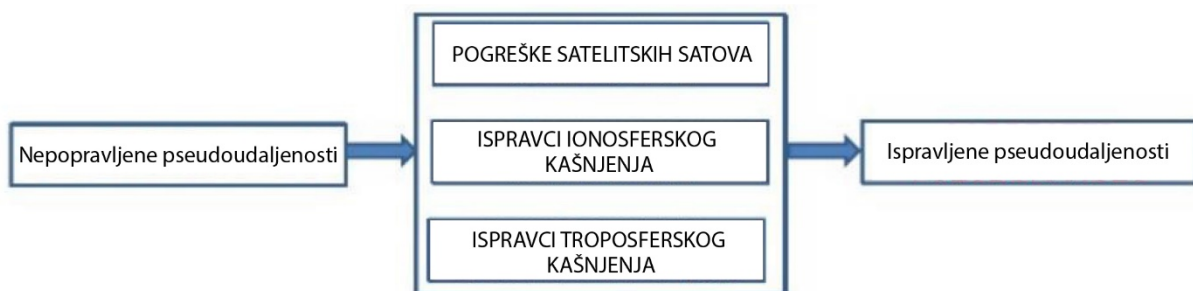 Nepopravljene pseudoudaljenosti
POGREŠKE SATELITSKIH SATOVA
ISPRAVCI IONOSFERSKOG
KAŠNJENJA
ISPRAVCI TROPOSFERSKOG
KAŠNJENJA
Ispravljene pseudoudaljenosti